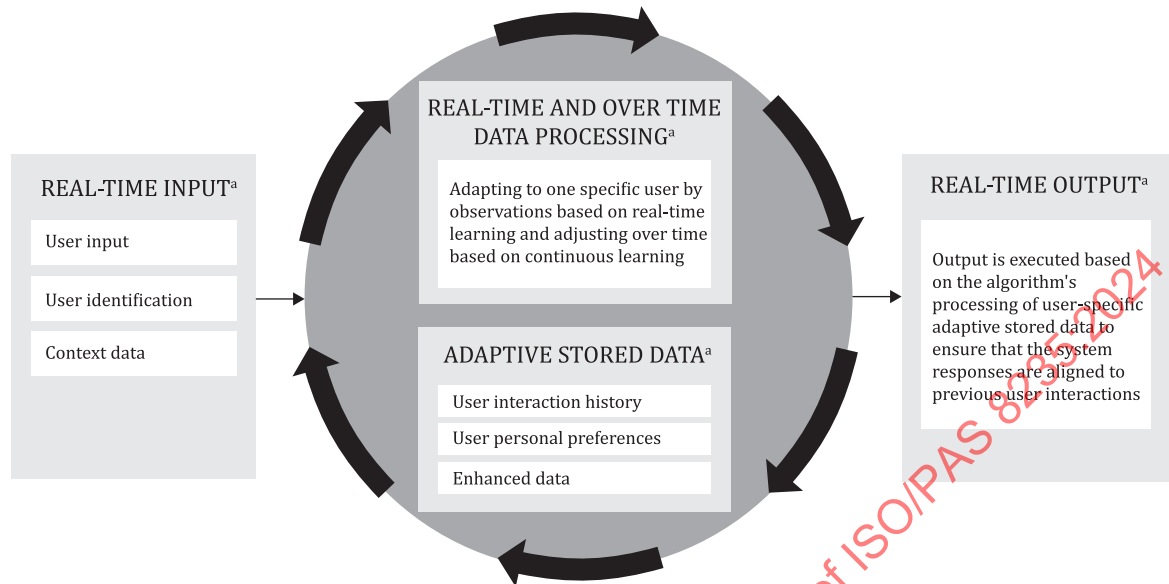 REAL-TIME INPUTᵃ
User input
User identification
Context data
REAL-TIME AND OVER TIME
DATA PROCESSINGᵃ
Adapting to one specific user by
observations based on real-time
learning and adjusting over time
based on continuous learning
ADAPTIVE STORED DATAᵃ
User interaction history
User personal preferences
Enhanced data
REAL-TIME OUTPUTᵃ
Output is executed based
on the algorithm's
processing of user-specific
adaptive stored data to
ensure that the system
responses are aligned to
previous user interactions
of ISO/PAS 8235:2024